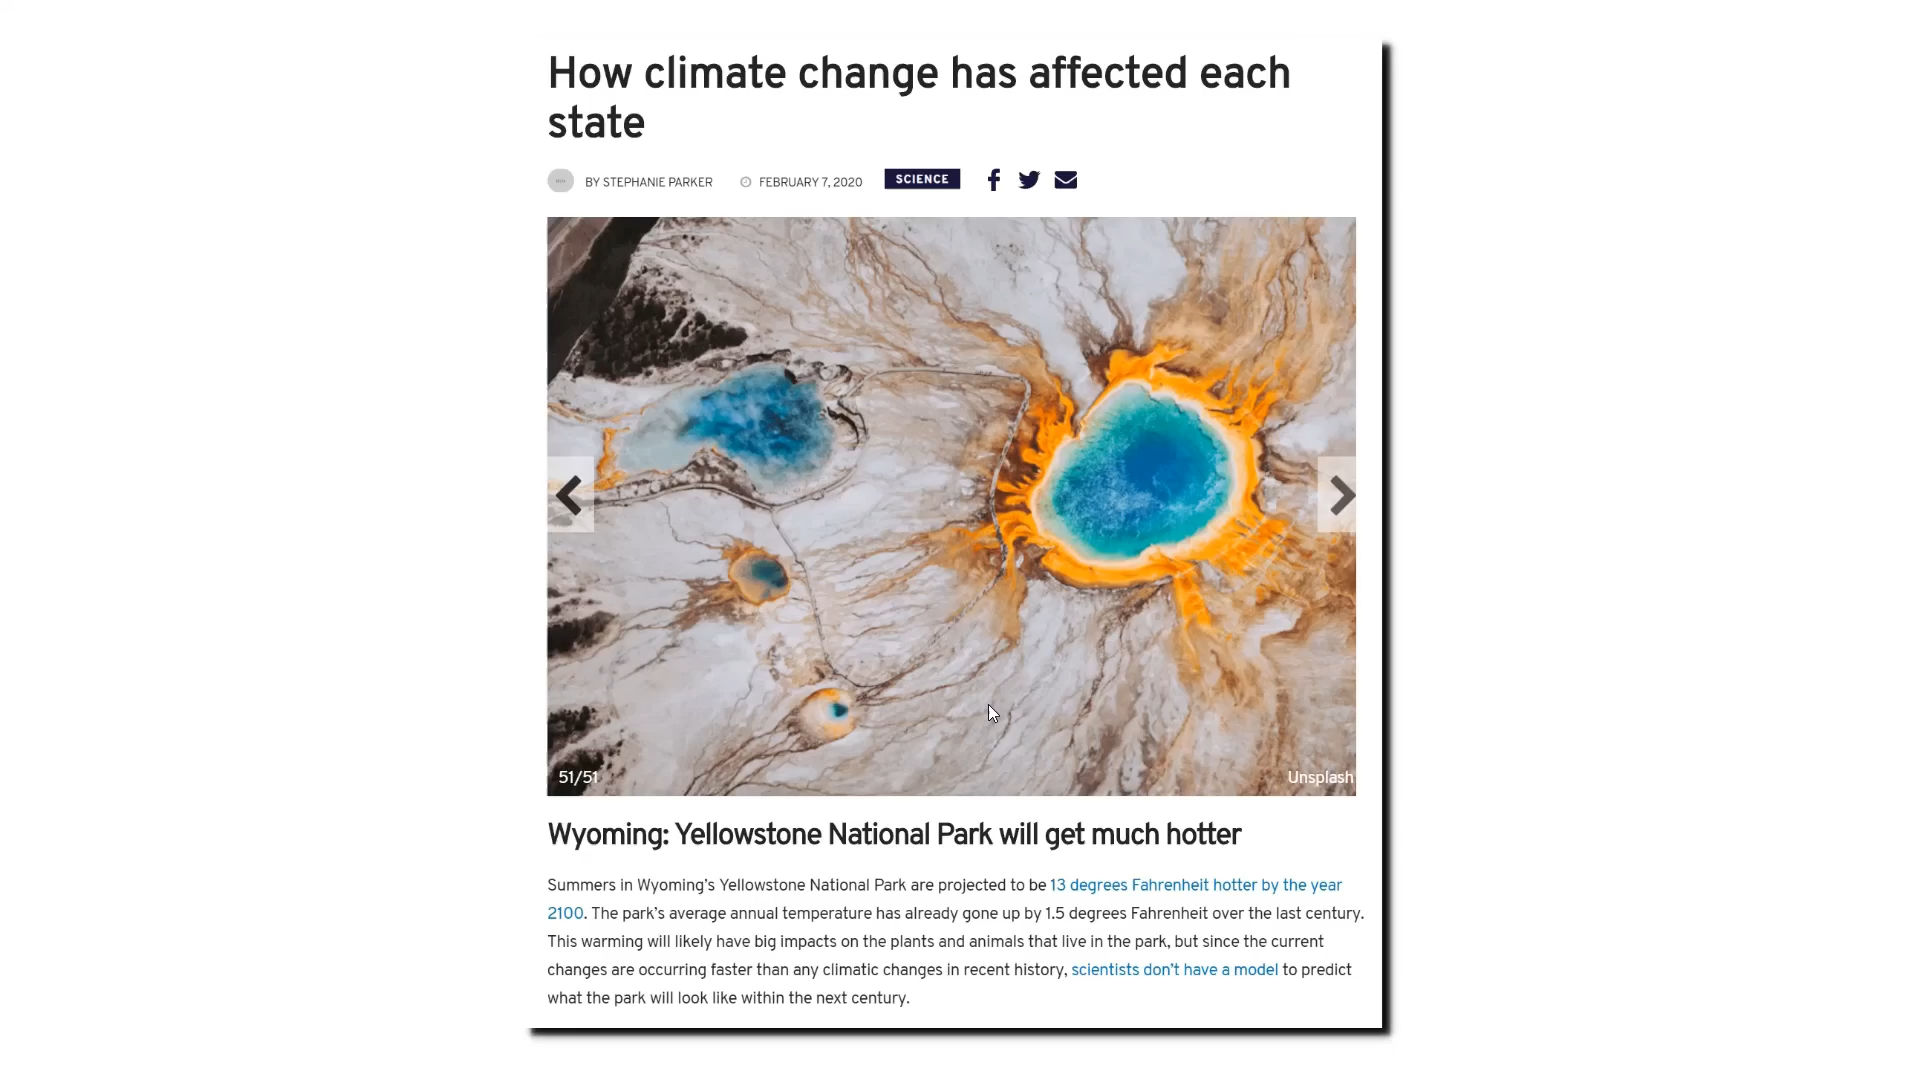 How climate change has affected each
state
BY STEPHANIE PARKER FEBRUARY 7, 2020 SCIENCE
51/51 Unsplash
Wyoming: Yellowstone National Park will get much hotter
Summers in Wyoming's Yellowstone National Park are projected to be 13 degrees Fahrenheit hotter by the year
2100. The park's average annual temperature has already gone up by 1.5 degrees Fahrenheit over the last century.
This warming will likely have big impacts on the plants and animals that live in the park, but since the current
changes are occurring faster than any climatic changes in recent history, scientists don't have a model to predict
what the park will look like within the next century.